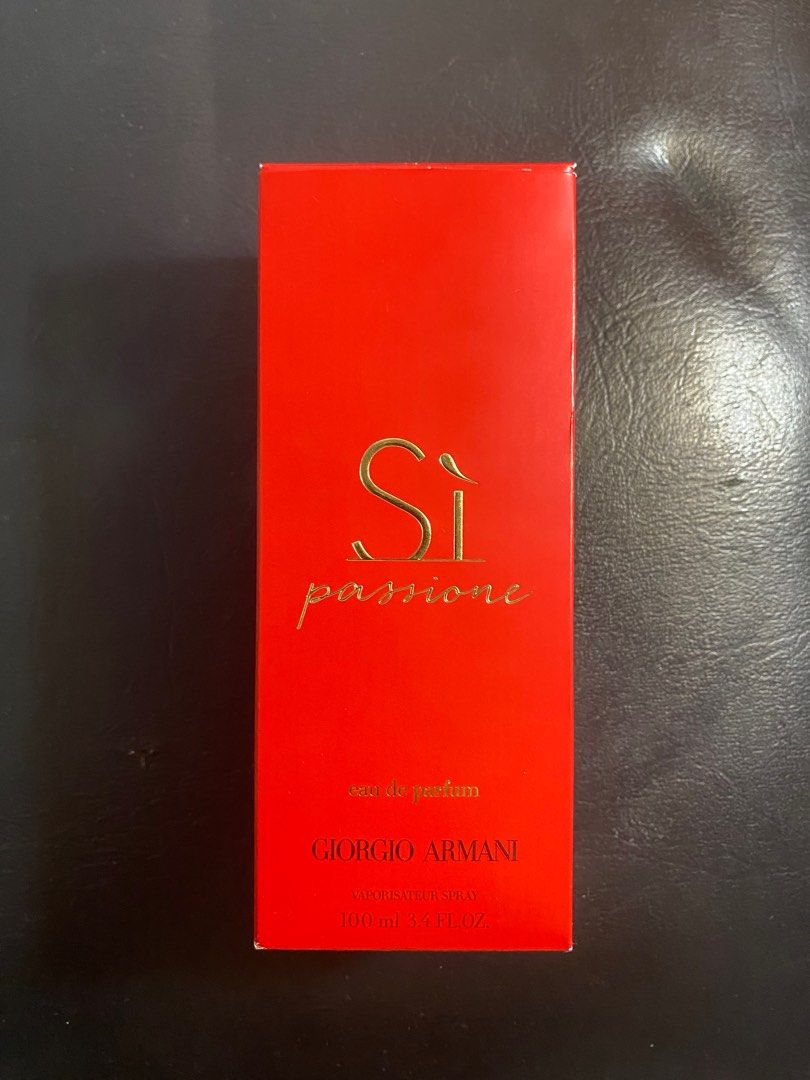 Sì
passione
eau de parfum
GIORGIO ARMANI
VAPORISATEUR SPRAY
100 ml 3.4 FL.OZ.